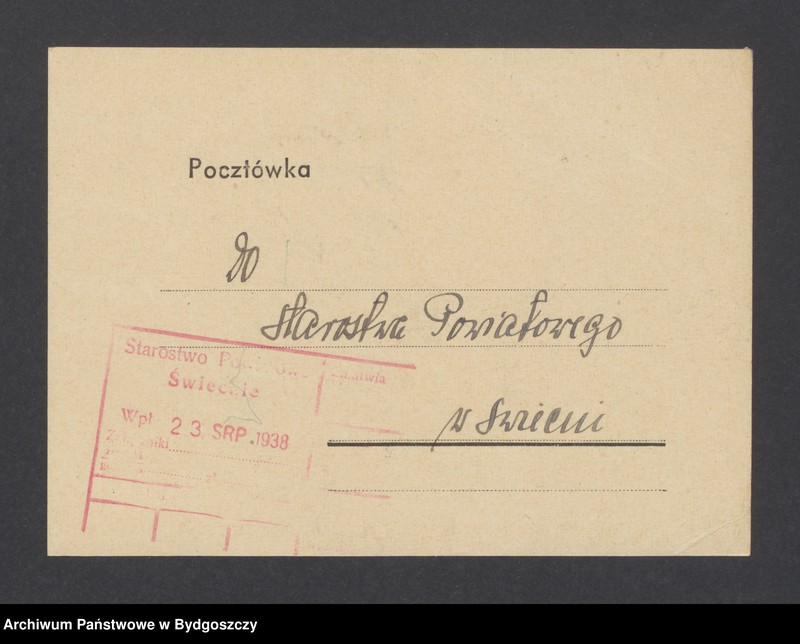 Pocztówka
Do
Starostwa Powiatowego
w Świeciu
Starostwo
Świecie
Wpł. 23. SRP. 1938
Archiwum Państwowe w Bydgoszczy